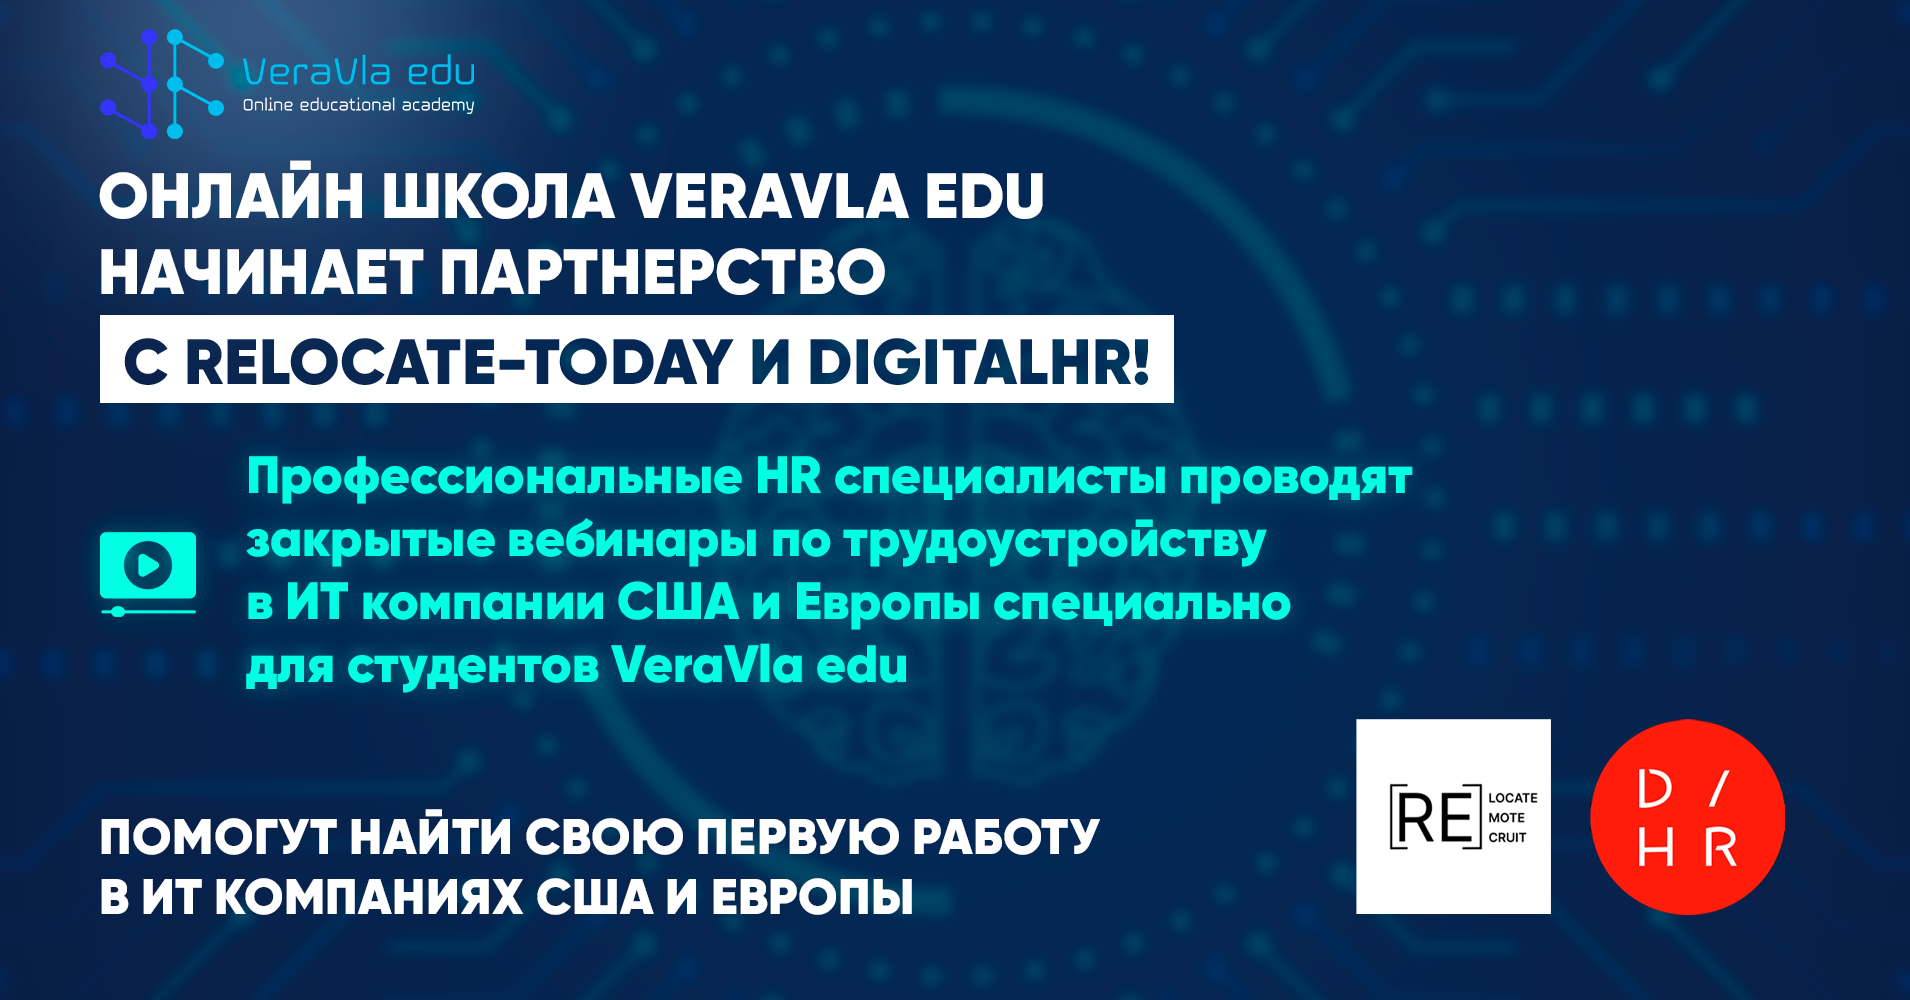 VeraVla edu
Online educational academy
ОНЛАЙН ШКОЛА VERAVLA EDU
НАЧИНАЕТ ПАРТНЕРСТВО
С RELOCATE-TODAY И DIGITALHR!
Профессиональные HR специалисты проводят
закрытые вебинары по трудоустройству
в ИТ компании США и Европы специально
для студентов VeraVla edu
ПОМОГУТ НАЙТИ СВОЮ ПЕРВУЮ РАБОТУ
В ИТ КОМПАНИЯХ США И ЕВРОПЫ
[RE]
LOCATE
MOTE
CRUIT
D /
H R